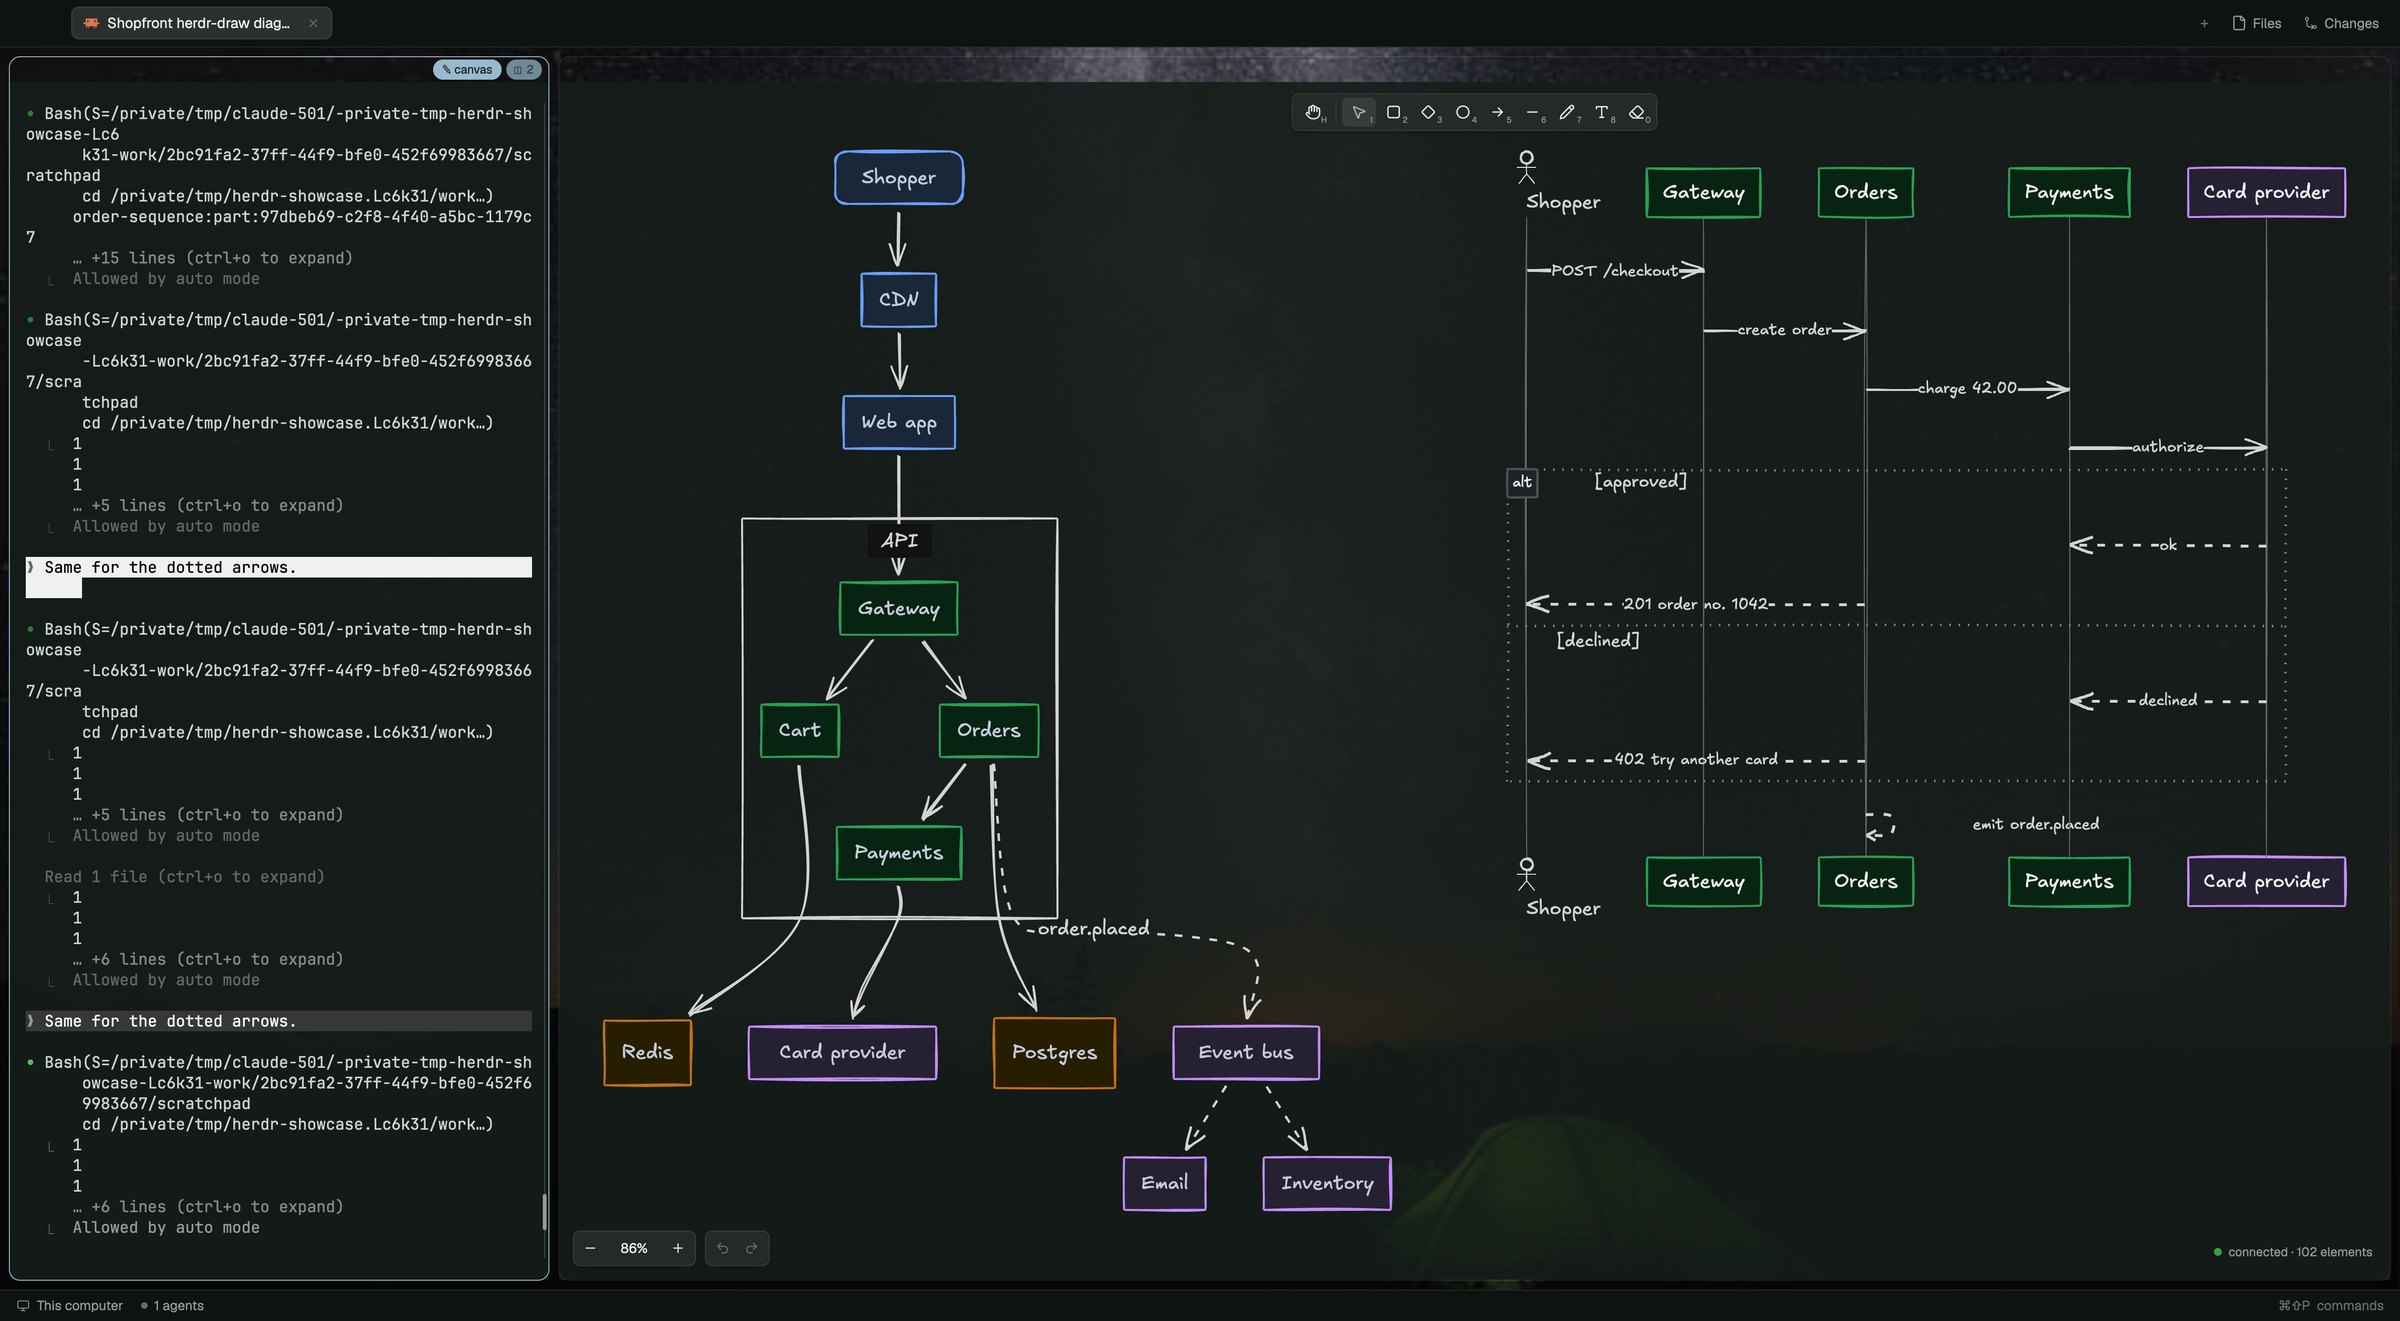 Shopfront herdr-draw diag…
Files
Changes
canvas
2
Bash(S=/private/tmp/claude-501/-private-tmp-herdr-sh
owcase-Lc6
k31-work/2bc91fa2-37ff-44f9-bfe0-452f69983667/sc
ratchpad
cd /private/tmp/herdr-showcase.Lc6k31/work…)
order-sequence:part:97dbeb69-c2f8-4f40-a5bc-1179c
7
… +15 lines (ctrl+o to expand)
Allowed by auto mode
Bash(S=/private/tmp/claude-501/-private-tmp-herdr-sh
owcase
-Lc6k31-work/2bc91fa2-37ff-44f9-bfe0-452f6998366
7/scra
tchpad
cd /private/tmp/herdr-showcase.Lc6k31/work…)
1
1
1
… +5 lines (ctrl+o to expand)
Allowed by auto mode
❯ Same for the dotted arrows.
Bash(S=/private/tmp/claude-501/-private-tmp-herdr-sh
owcase
-Lc6k31-work/2bc91fa2-37ff-44f9-bfe0-452f6998366
7/scra
tchpad
cd /private/tmp/herdr-showcase.Lc6k31/work…)
1
1
1
… +5 lines (ctrl+o to expand)
Allowed by auto mode
Read 1 file (ctrl+o to expand)
1
1
1
… +6 lines (ctrl+o to expand)
Allowed by auto mode
❯ Same for the dotted arrows.
Bash(S=/private/tmp/claude-501/-private-tmp-herdr-sh
owcase-Lc6k31-work/2bc91fa2-37ff-44f9-bfe0-452f6
9983667/scratchpad
cd /private/tmp/herdr-showcase.Lc6k31/work…)
1
1
1
… +6 lines (ctrl+o to expand)
Allowed by auto mode
H 1 2 3 4 5 6 7 T 8 0
Shopper
CDN
Web app
API
Gateway
Cart
Orders
Payments
order.placed
Redis
Card provider
Postgres
Event bus
Email
Inventory
Shopper
Gateway
Orders
Payments
Card provider
POST /checkout
create order
charge 42.00
authorize
alt
[approved]
ok
201 order no. 1042
[declined]
declined
402 try another card
emit order.placed
Shopper
Gateway
Orders
Payments
Card provider
− 86% +
connected · 102 elements
This computer
1 agents
⌘⇧P commands